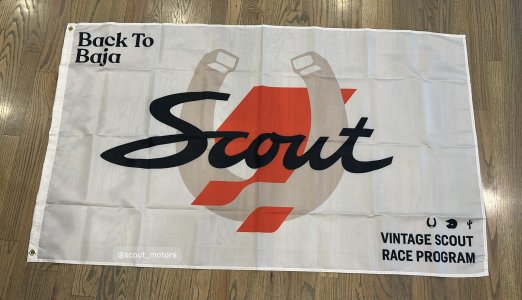 Back To
Baja
Scout
@scout_motors
VINTAGE SCOUT
RACE PROGRAM